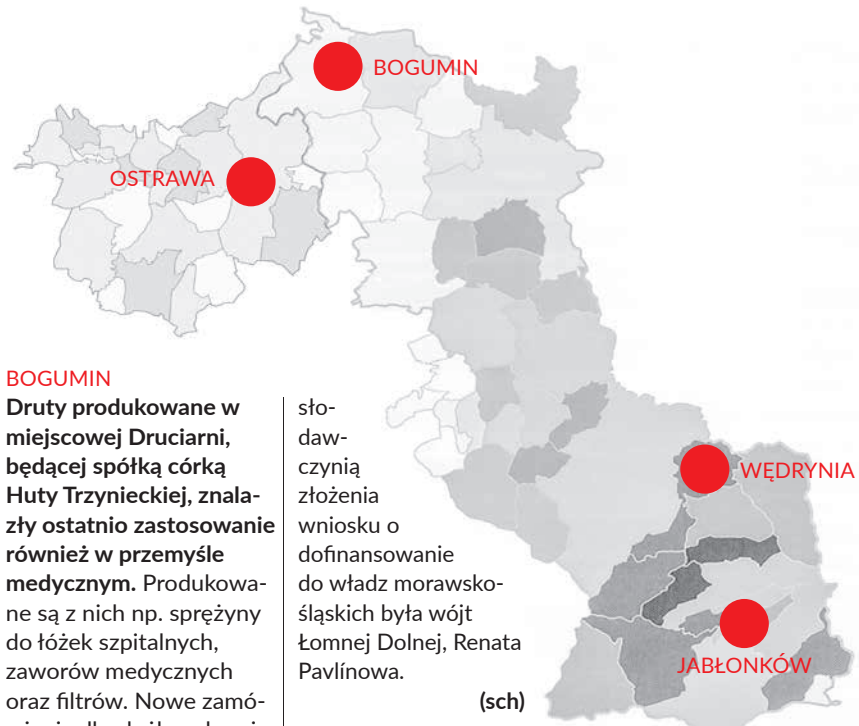 BOGUMIN
OSTRAWA
WĘDRYNIA
JABŁONKÓW
BOGUMIN
Druty produkowane w
miejscowej Druciarni,
będącej spółką córką
Huty Trzynieckiej, znala-
zły ostatnio zastosowanie
również w przemyśle
medycznym. Produkowa-
ne są z nich np. sprężyny
do łóżek szpitalnych,
zaworów medycznych
oraz filtrów. Nowe zamó-
sło-
daw-
czynią
złożenia
wniosku o
dofinansowanie
do władz morawsko-
śląskich była wójt
Łomnej Dolnej, Renata
Pavlínowa.
(sch)